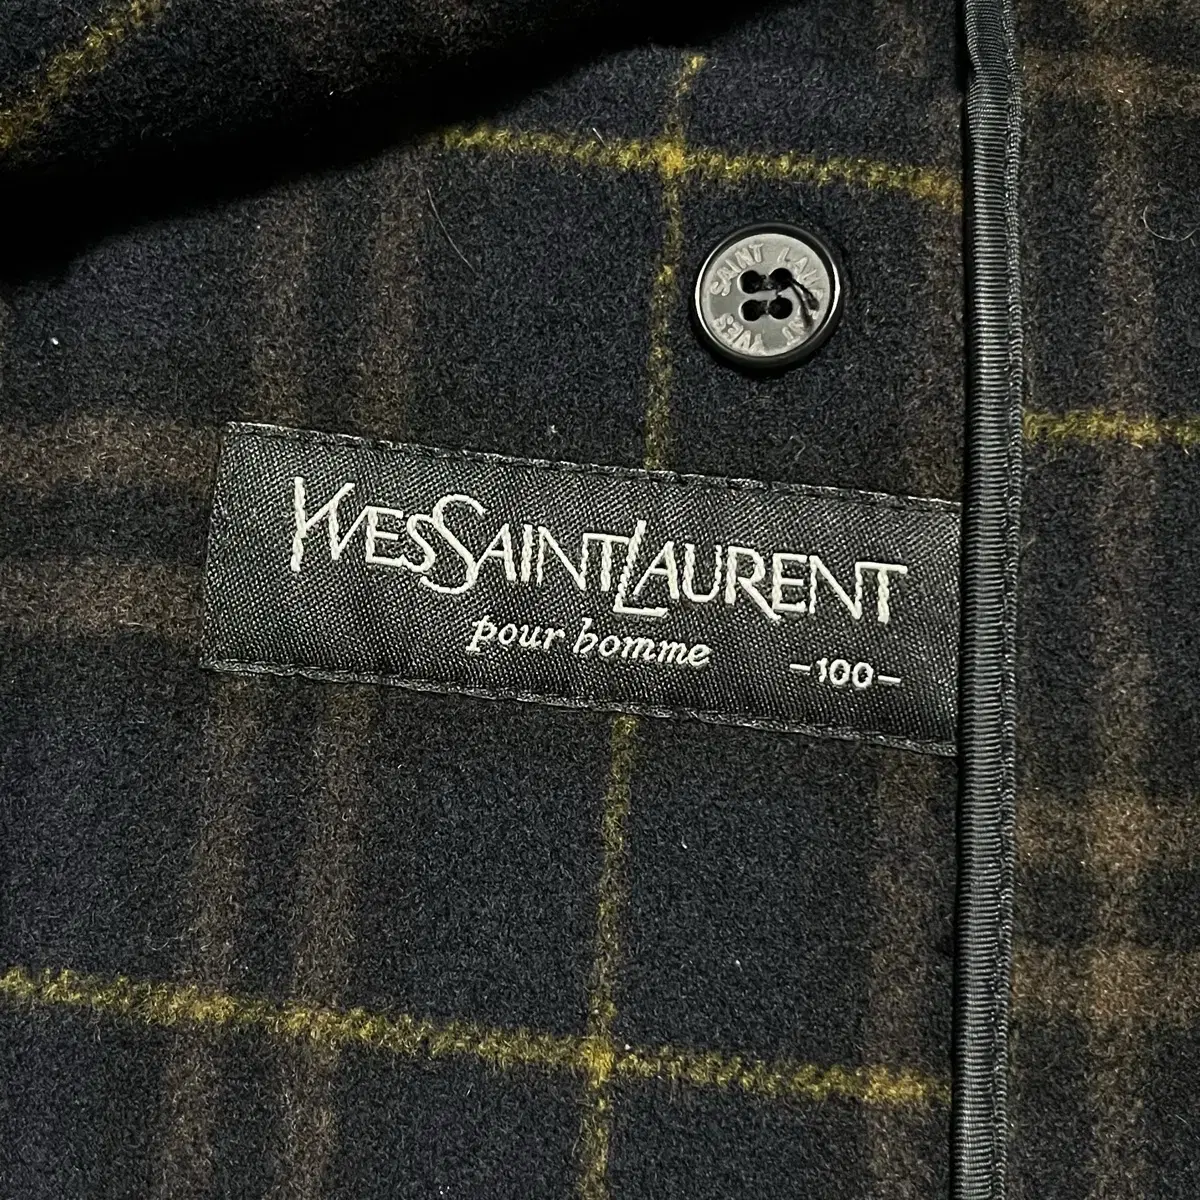 SAINT LAURENT YVES
YVESSAINTLAURENT
pour homme -100-